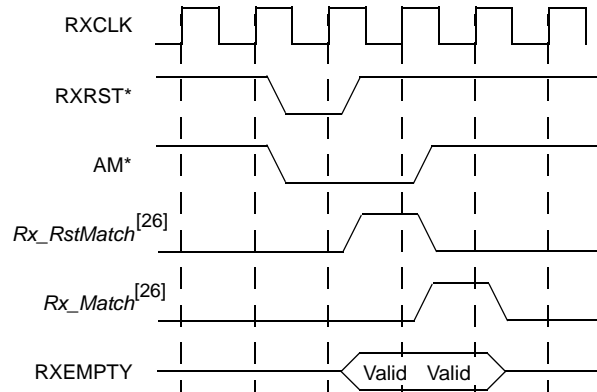 RXCLK
RXRST*
AM*
Rx_RstMatch[26]
Rx_Match[26]
RXEMPTY Valid Valid